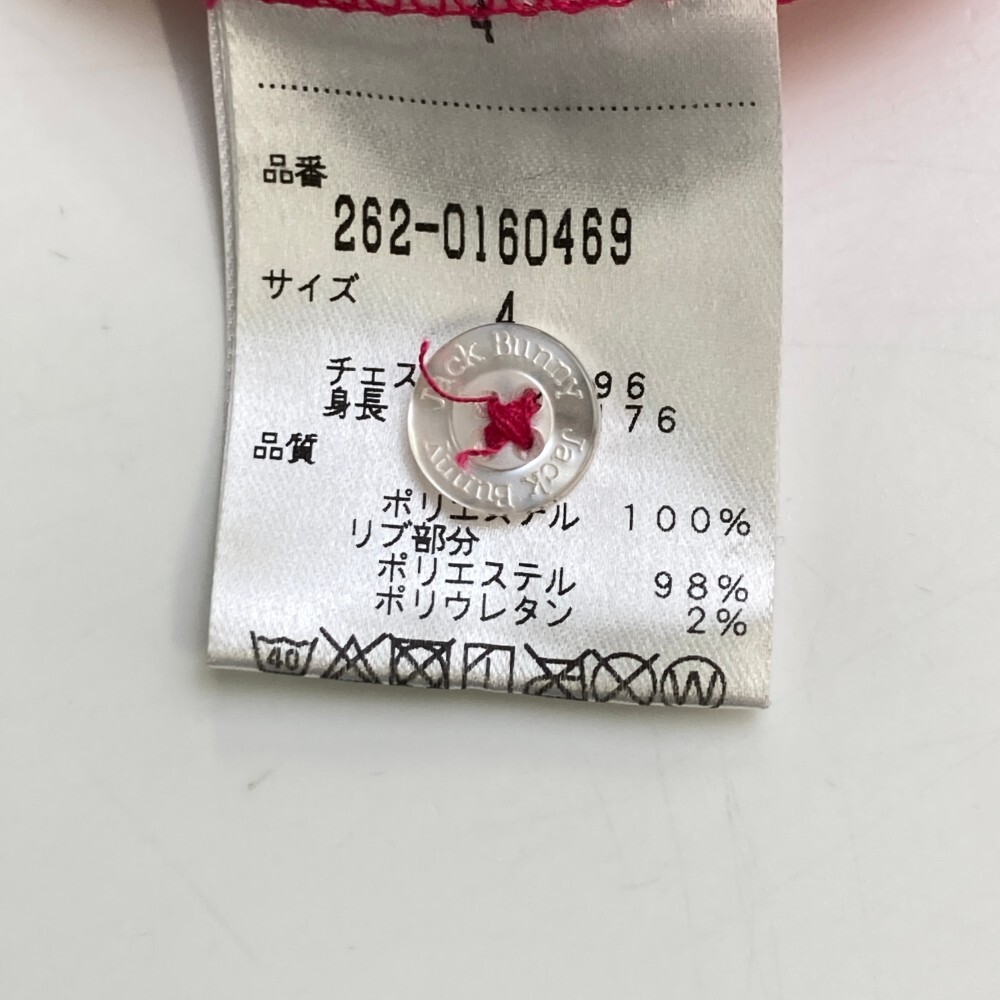 4
品番
262-0160469
サイズ
4
チェス 96
身長 176
品質
ポリエステル 100%
リブ部分
ポリエステル 98%
ポリウレタン 2%
40 W
Jack Bunny Jack Bunny